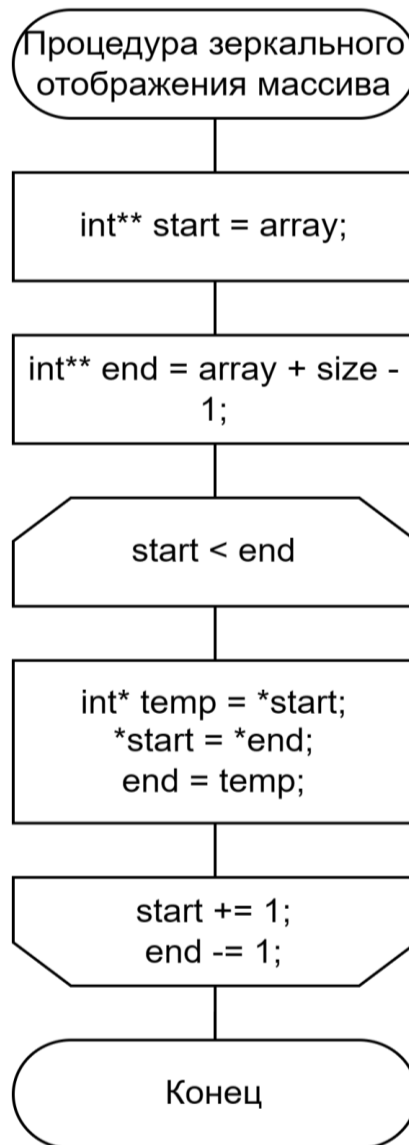 Процедура зеркального
отображения массива
int** start = array;
int** end = array + size -
1;
start < end
int* temp = *start;
*start = *end;
end = temp;
start += 1;
end -= 1;
Конец